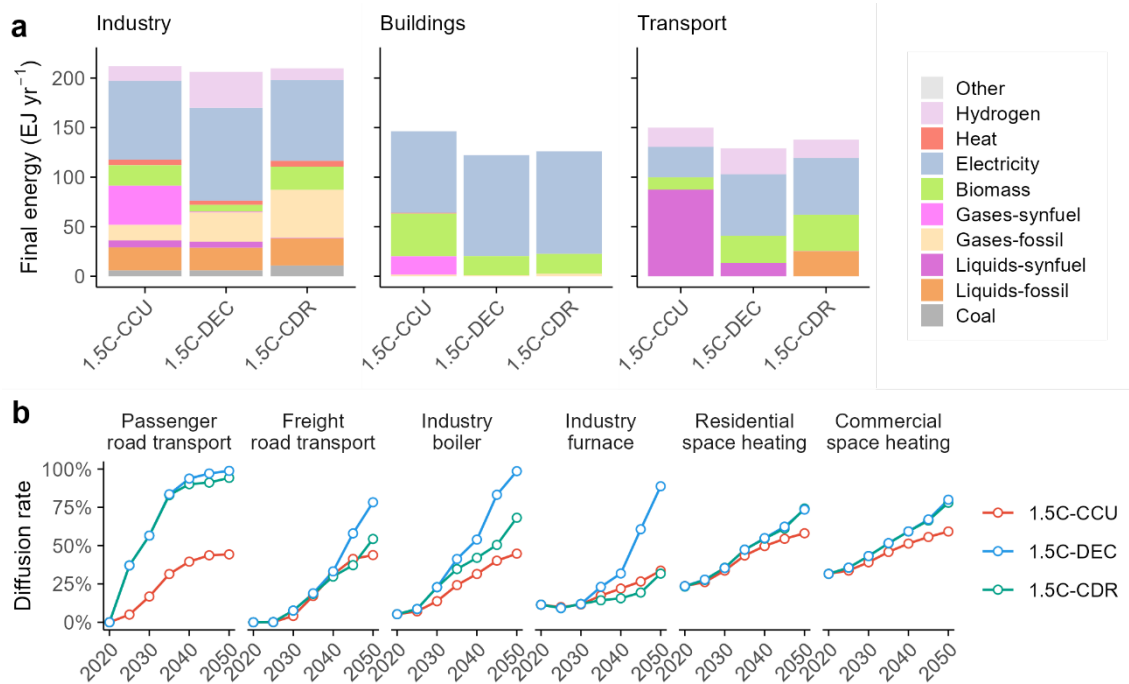 a
Industry
Buildings
Transport
Final energy (EJ yr⁻¹)
200
150
100
50
0
1.5C-CCU
1.5C-DEC
1.5C-CDR
1.5C-CCU
1.5C-DEC
1.5C-CDR
1.5C-CCU
1.5C-DEC
1.5C-CDR
Other
Hydrogen
Heat
Electricity
Biomass
Gases-synfuel
Gases-fossil
Liquids-synfuel
Liquids-fossil
Coal
b
Passenger
road transport
Freight
road transport
Industry
boiler
Industry
furnace
Residential
space heating
Commercial
space heating
Diffusion rate
100%
75%
50%
25%
0%
2020
2030
2040
2050
2020
2030
2040
2050
2020
2030
2040
2050
2020
2030
2040
2050
2020
2030
2040
2050
2020
2030
2040
2050
1.5C-CCU
1.5C-DEC
1.5C-CDR